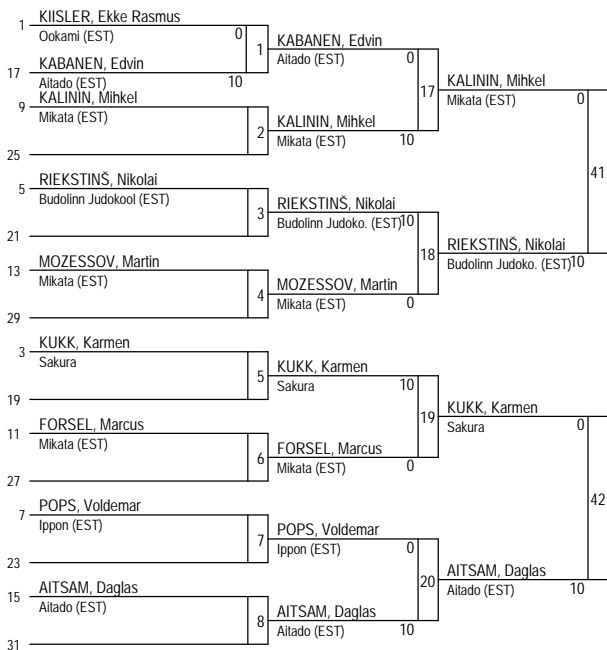 1 KIISLER, Ekke Rasmus
Ookami (EST) 0
1
17 KABANEN, Edvin
Aitado (EST) 10
9 KALININ, Mihkel
Mikata (EST)
2
25
5 RIEKSTINŠ, Nikolai
Budolinn Judokool (EST)
3
21
13 MOZESSOV, Martin
Mikata (EST)
4
29
3 KUKK, Karmen
Sakura
5
19
11 FORSEL, Marcus
Mikata (EST)
6
27
7 POPS, Voldemar
Ippon (EST)
7
23
15 AITSAM, Daglas
Aitado (EST)
8
31
KABANEN, Edvin
Aitado (EST) 0
17
KALININ, Mihkel
Mikata (EST) 10
RIEKSTINŠ, Nikolai
Budolinn Judoko. (EST) 10
18
MOZESSOV, Martin
Mikata (EST) 0
KUKK, Karmen
Sakura 10
19
FORSEL, Marcus
Mikata (EST) 0
POPS, Voldemar
Ippon (EST) 0
20
AITSAM, Daglas
Aitado (EST) 10
KALININ, Mihkel
Mikata (EST) 0
41
RIEKSTINŠ, Nikolai
Budolinn Judoko. (EST) 10
KUKK, Karmen
Sakura 0
42
AITSAM, Daglas
Aitado (EST) 10